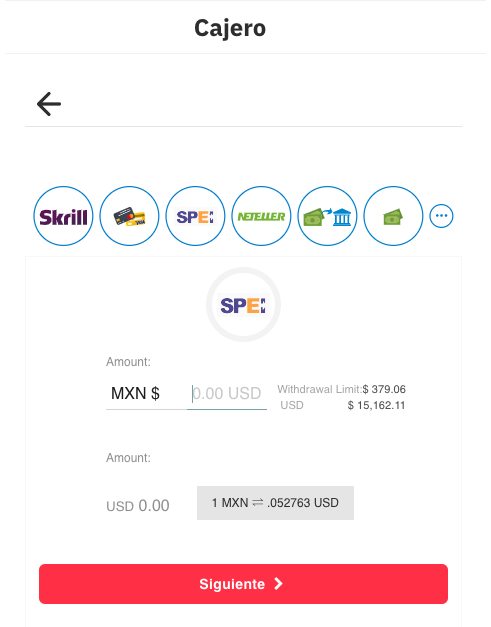 Cajero
Skrill
SPEI
NETELLER
SPEI
Amount:
MXN $ 0.00 USD
Withdrawal Limit:$ 379.06
USD $ 15,162.11
Amount:
USD 0.00
1 MXN ⇌ .052763 USD
Siguiente